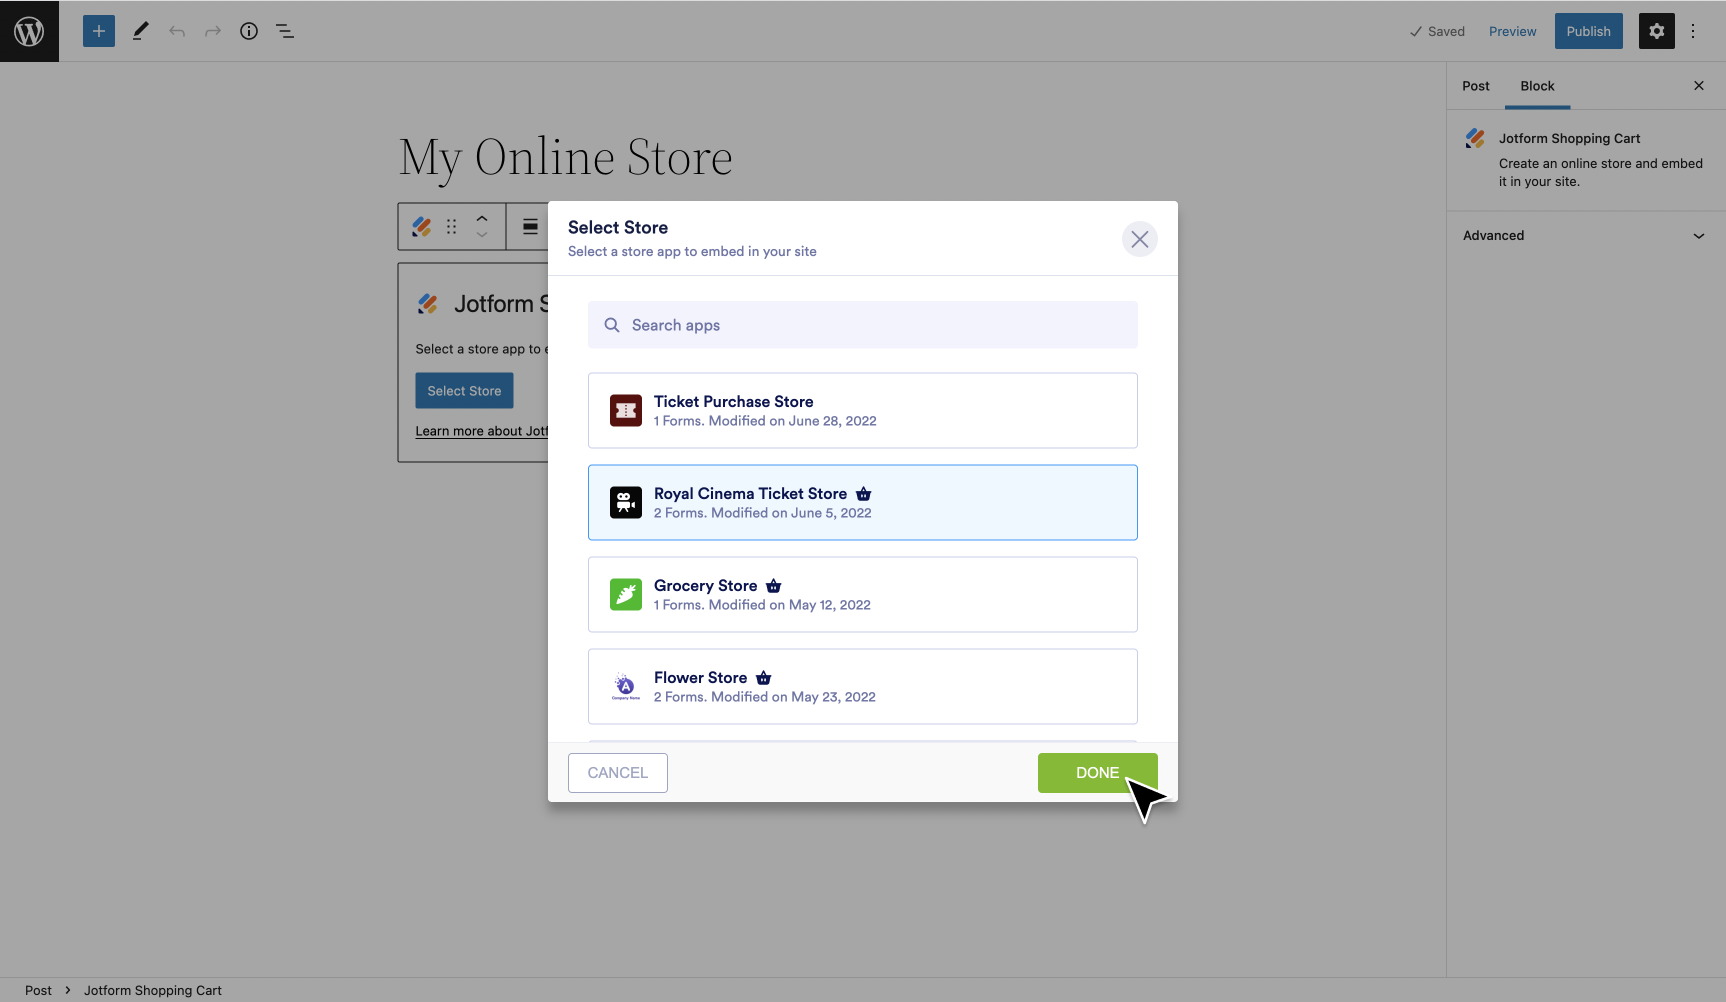 Saved
Preview
Publish
Post
Block
Jotform Shopping Cart
Create an online store and embed
it in your site.
Advanced
My Online Store
Jotform S
Select a store app to e
Select Store
Learn more about Jotf
Select Store
Select a store app to embed in your site
Search apps
Ticket Purchase Store
1 Forms. Modified on June 28, 2022
Royal Cinema Ticket Store
2 Forms. Modified on June 5, 2022
Grocery Store
1 Forms. Modified on May 12, 2022
A
Company Name
Flower Store
2 Forms. Modified on May 23, 2022
CANCEL
DONE
Post
Jotform Shopping Cart